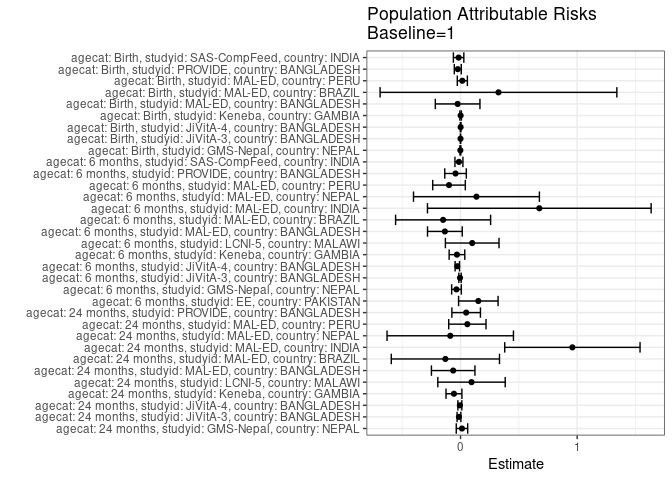 Population Attributable Risks
Baseline=1
agecat: Birth, studyid: SAS-CompFeed, country: INDIA
agecat: Birth, studyid: PROVIDE, country: BANGLADESH
agecat: Birth, studyid: MAL-ED, country: PERU
agecat: Birth, studyid: MAL-ED, country: BRAZIL
agecat: Birth, studyid: MAL-ED, country: BANGLADESH
agecat: Birth, studyid: Keneba, country: GAMBIA
agecat: Birth, studyid: JiVitA-4, country: BANGLADESH
agecat: Birth, studyid: JiVitA-3, country: BANGLADESH
agecat: Birth, studyid: GMS-Nepal, country: NEPAL
agecat: 6 months, studyid: SAS-CompFeed, country: INDIA
agecat: 6 months, studyid: PROVIDE, country: BANGLADESH
agecat: 6 months, studyid: MAL-ED, country: PERU
agecat: 6 months, studyid: MAL-ED, country: NEPAL
agecat: 6 months, studyid: MAL-ED, country: INDIA
agecat: 6 months, studyid: MAL-ED, country: BRAZIL
agecat: 6 months, studyid: MAL-ED, country: BANGLADESH
agecat: 6 months, studyid: LCNI-5, country: MALAWI
agecat: 6 months, studyid: Keneba, country: GAMBIA
agecat: 6 months, studyid: JiVitA-4, country: BANGLADESH
agecat: 6 months, studyid: JiVitA-3, country: BANGLADESH
agecat: 6 months, studyid: GMS-Nepal, country: NEPAL
agecat: 6 months, studyid: EE, country: PAKISTAN
agecat: 24 months, studyid: PROVIDE, country: BANGLADESH
agecat: 24 months, studyid: MAL-ED, country: PERU
agecat: 24 months, studyid: MAL-ED, country: NEPAL
agecat: 24 months, studyid: MAL-ED, country: INDIA
agecat: 24 months, studyid: MAL-ED, country: BRAZIL
agecat: 24 months, studyid: MAL-ED, country: BANGLADESH
agecat: 24 months, studyid: LCNI-5, country: MALAWI
agecat: 24 months, studyid: Keneba, country: GAMBIA
agecat: 24 months, studyid: JiVitA-4, country: BANGLADESH
agecat: 24 months, studyid: JiVitA-3, country: BANGLADESH
agecat: 24 months, studyid: GMS-Nepal, country: NEPAL
0 1
Estimate